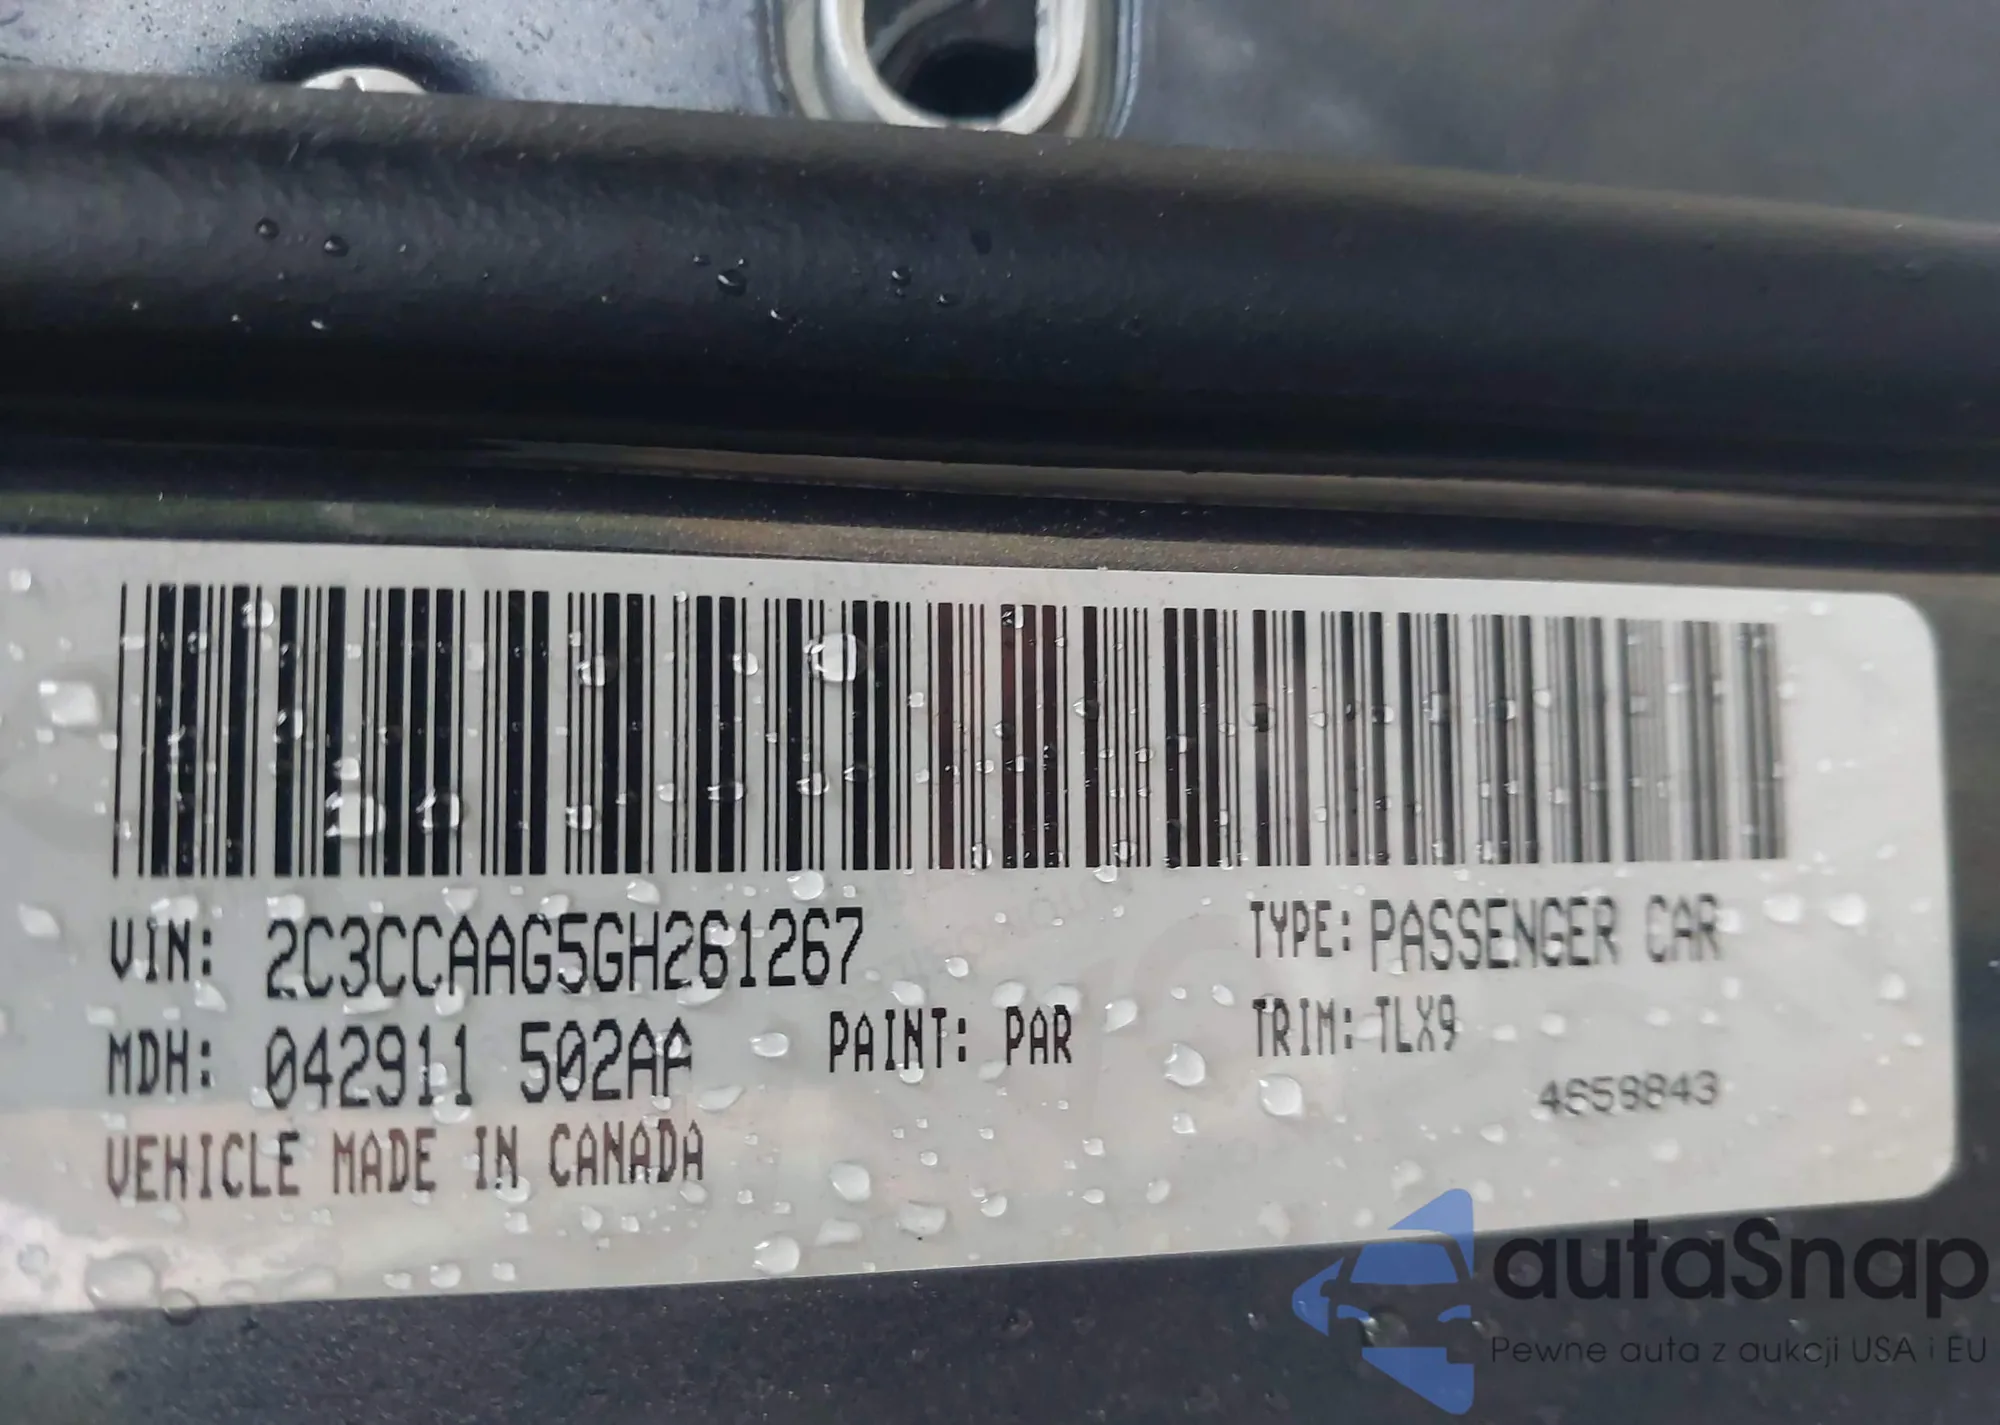 VIN: 2C3CCAAG5GH261267
TYPE: PASSENGER CAR
MDH: 042911 502AA
PAINT: PAR
TRIM: TLX9
4658843
VEHICLE MADE IN CANADA
autaSnap
Pewne auta z aukcji USA i EU